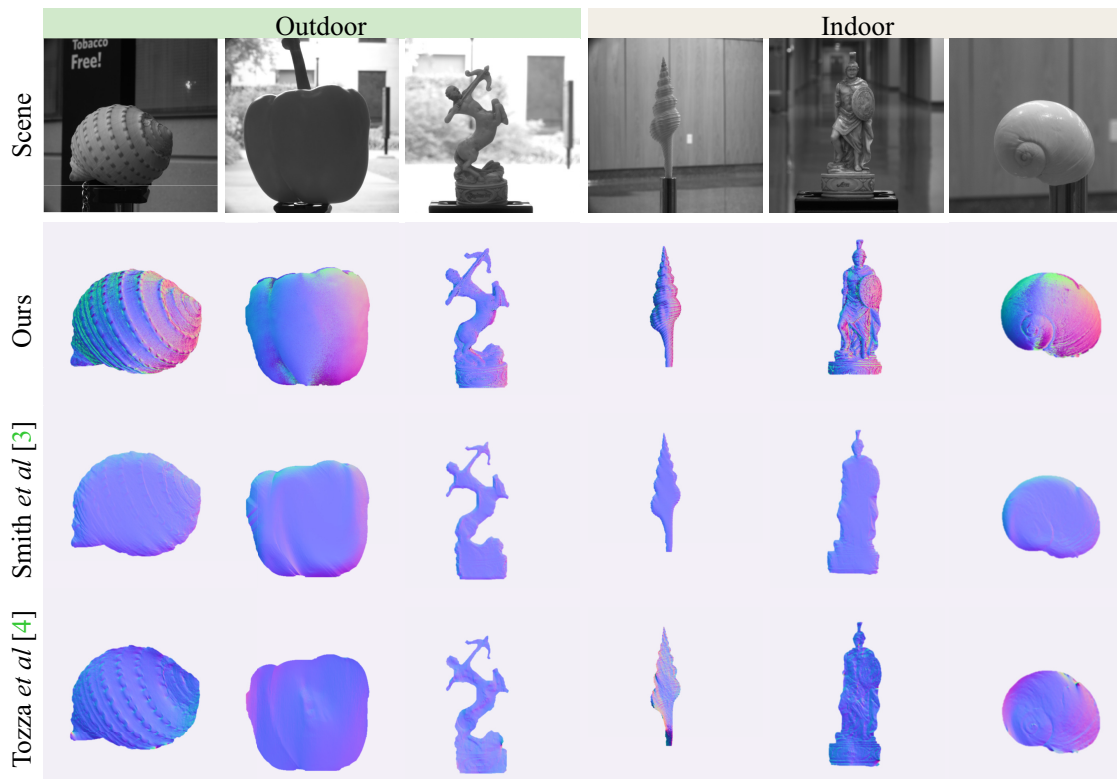 Outdoor
Indoor
Scene
Tobacco
Free!
Ours
Smith et al [3]
Tozza et al [4]